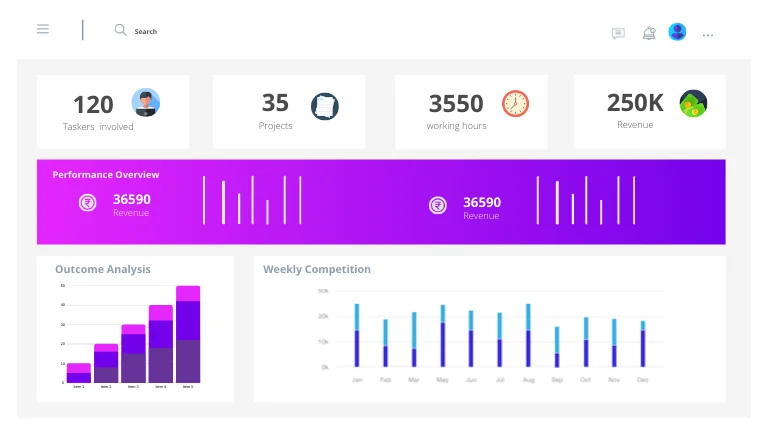 Search
120
Taskers involved
35
Projects
3550
working hours
250K
Revenue
Performance Overview
36590
Revenue
36590
Revenue
Outcome Analysis
50
40
30
20
10
0
item 1 item 2 item 3 item 4 item 5
Weekly Competition
30k
20k
10k
0k
Jan Feb Mar May Jun Jul Aug Sep Oct Nov Dec